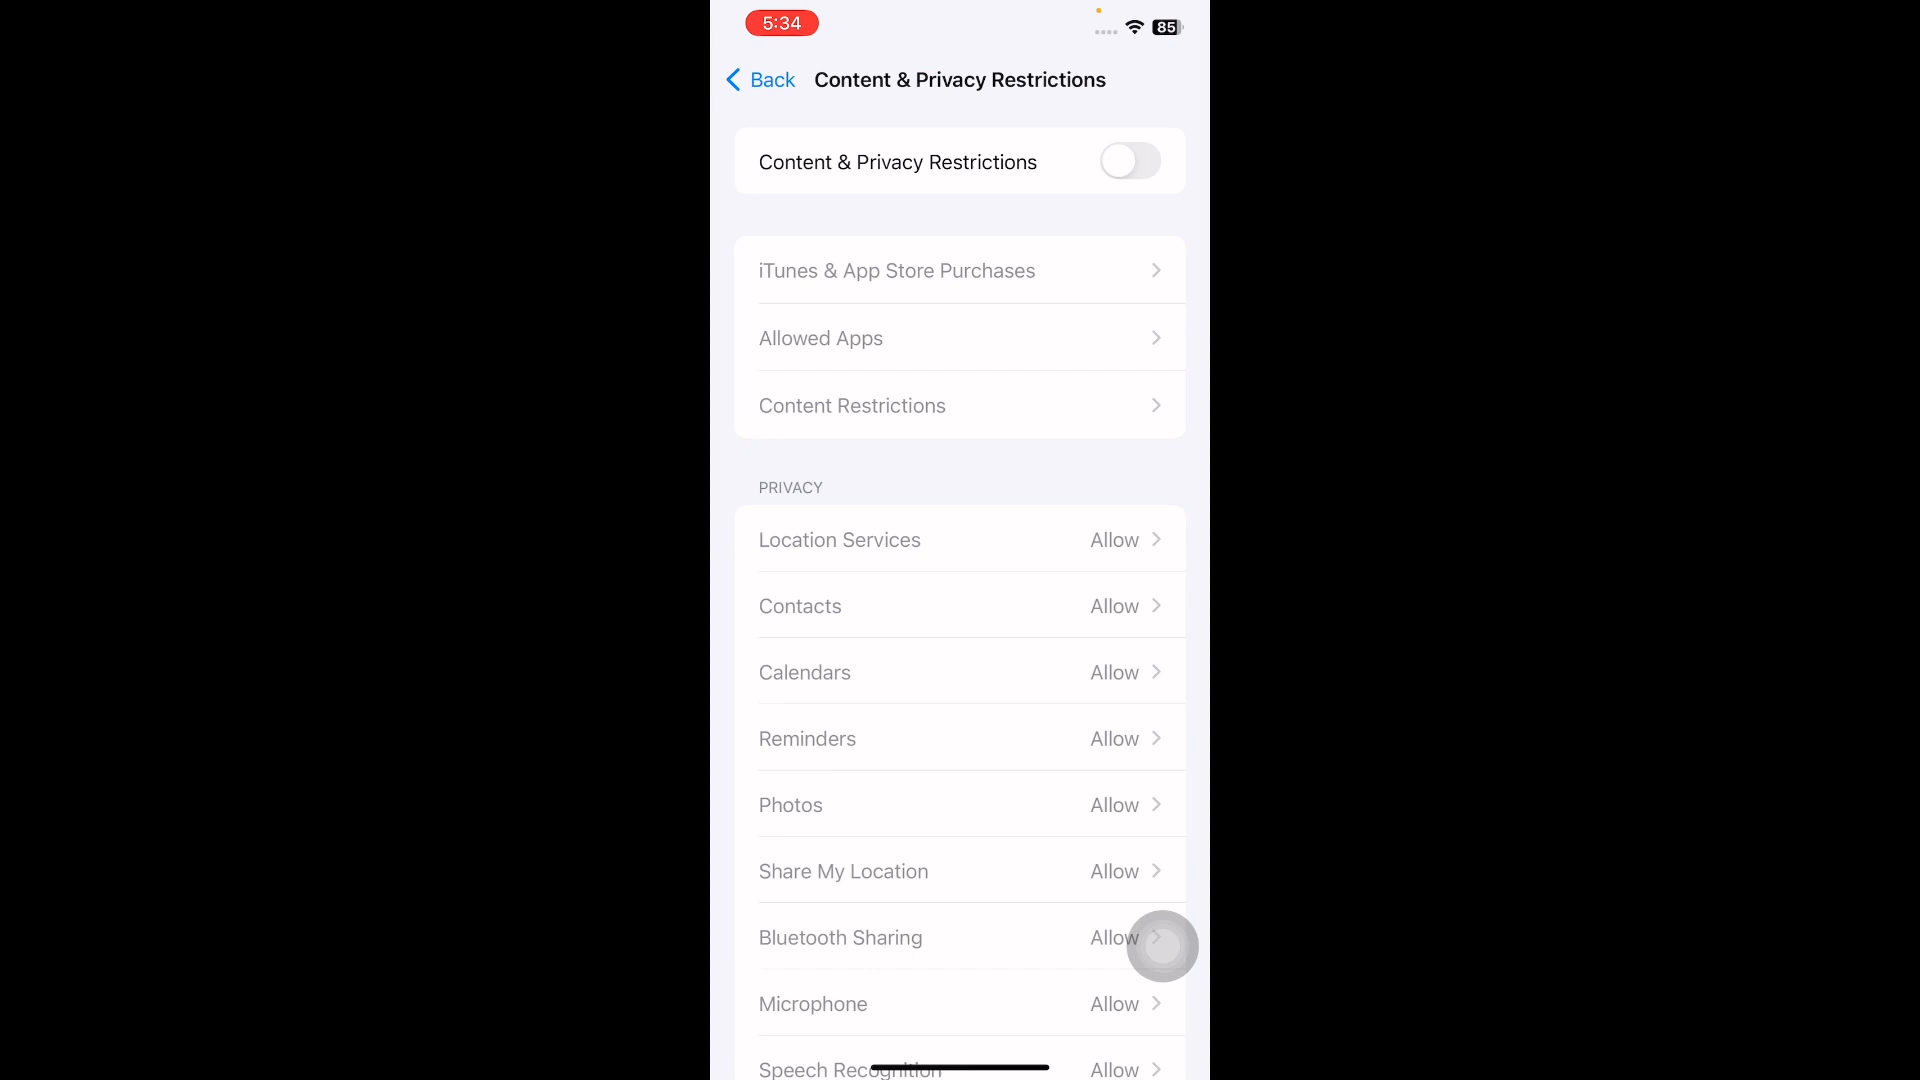 5:34
85
Back
Content & Privacy Restrictions
Content & Privacy Restrictions
iTunes & App Store Purchases
Allowed Apps
Content Restrictions
PRIVACY
Location Services Allow
Contacts Allow
Calendars Allow
Reminders Allow
Photos Allow
Share My Location Allow
Bluetooth Sharing Allow
Microphone Allow
Speech Recognition Allow